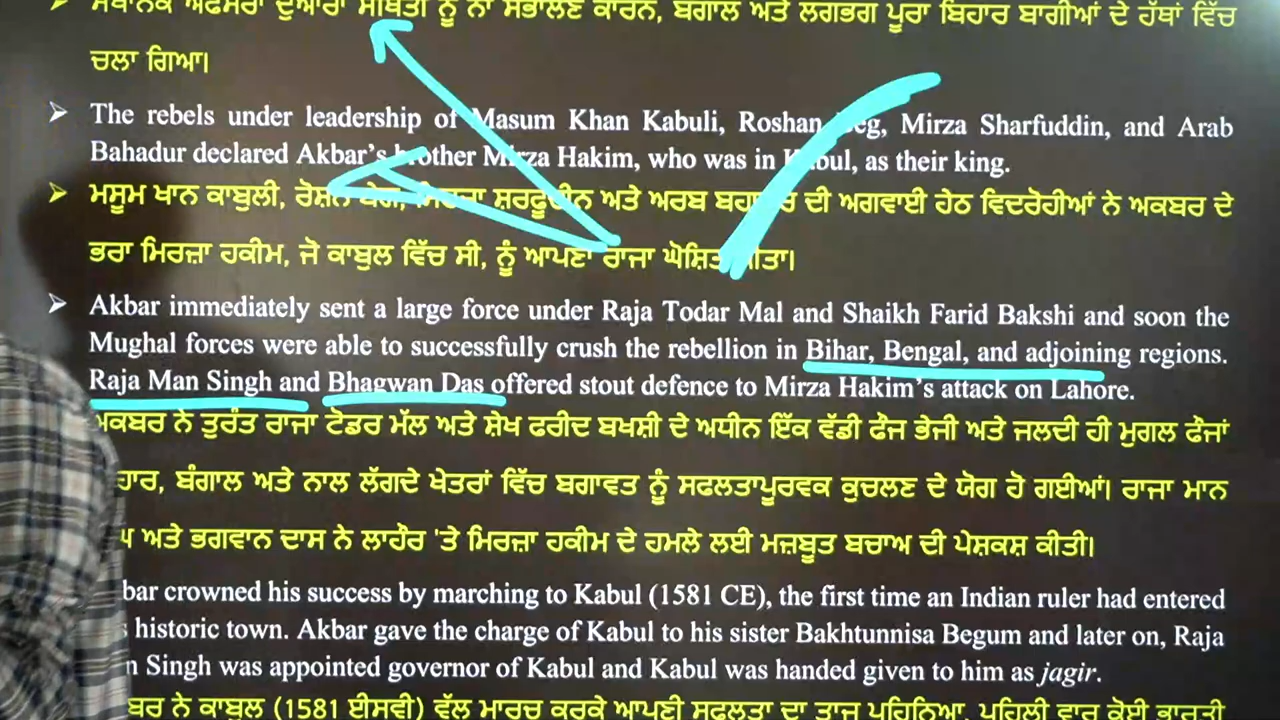 ਅਫਸਰਾਂ ਦੁਆਰਾ ਸਥਿਤੀ ਨੂੰ ਨਾ ਸੰਭਾਲਣ ਕਾਰਨ, ਬੰਗਾਲ ਅਤੇ ਲਗਭਗ ਪੂਰਾ ਬਿਹਾਰ ਬਾਗੀਆਂ ਦੇ ਹੱਥਾਂ ਵਿੱਚ
ਚਲਾ ਗਿਆ।
➤ The rebels under leadership of Masum Khan Kabuli, Roshan Beg, Mirza Sharfuddin, and Arab
Bahadur declared Akbar's brother Mirza Hakim, who was in Kabul, as their king.
➤ ਮਸੂਮ ਖਾਨ ਕਾਬੁਲੀ, ਰੋਸ਼ਨ ਬੇਗ, ਮਿਰਜ਼ਾ ਸ਼ਰਫੂਦੀਨ ਅਤੇ ਅਰਬ ਬਹਾਦਰ ਦੀ ਅਗਵਾਈ ਹੇਠ ਵਿਦਰੋਹੀਆਂ ਨੇ ਅਕਬਰ ਦੇ
ਭਰਾ ਮਿਰਜ਼ਾ ਹਕੀਮ, ਜੋ ਕਾਬੁਲ ਵਿੱਚ ਸੀ, ਨੂੰ ਆਪਣਾ ਰਾਜਾ ਘੋਸ਼ਿਤ ਕੀਤਾ।
➤ Akbar immediately sent a large force under Raja Todar Mal and Shaikh Farid Bakshi and soon the
Mughal forces were able to successfully crush the rebellion in Bihar, Bengal, and adjoining regions.
Raja Man Singh and Bhagwan Das offered stout defence to Mirza Hakim's attack on Lahore.
ਅਕਬਰ ਨੇ ਤੁਰੰਤ ਰਾਜਾ ਟੋਡਰ ਮੱਲ ਅਤੇ ਸ਼ੇਖ ਫਰੀਦ ਬਖਸ਼ੀ ਦੇ ਅਧੀਨ ਇੱਕ ਵੱਡੀ ਫੌਜ ਭੇਜੀ ਅਤੇ ਜਲਦੀ ਹੀ ਮੁਗਲ ਫੌਜਾਂ
ਹਾਰ, ਬੰਗਾਲ ਅਤੇ ਨਾਲ ਲੱਗਦੇ ਖੇਤਰਾਂ ਵਿੱਚ ਬਗਾਵਤ ਨੂੰ ਸਫਲਤਾਪੂਰਵਕ ਕੁਚਲਣ ਦੇ ਯੋਗ ਹੋ ਗਈਆਂ। ਰਾਜਾ ਮਾਨ
ਅਤੇ ਭਗਵਾਨ ਦਾਸ ਨੇ ਲਾਹੌਰ 'ਤੇ ਮਿਰਜ਼ਾ ਹਕੀਮ ਦੇ ਹਮਲੇ ਲਈ ਮਜ਼ਬੂਤ ਬਚਾਅ ਦੀ ਪੇਸ਼ਕਸ਼ ਕੀਤੀ।
bar crowned his success by marching to Kabul (1581 CE), the first time an Indian ruler had entered
s historic town. Akbar gave the charge of Kabul to his sister Bakhtunnisa Begum and later on, Raja
n Singh was appointed governor of Kabul and Kabul was handed given to him as jagir.
ਬਰ ਨੇ ਕਾਬੁਲ (1581 ਈਸਵੀ) ਵੱਲ ਮਾਰਚ ਕਰਕੇ ਆਪਣੀ ਸਫਲਤਾ ਦਾ ਤਾਜ ਪਹਿਨਿਆ, ਪਹਿਲੀ ਵਾਰ ਕੋਈ ਭਾਰਤੀ